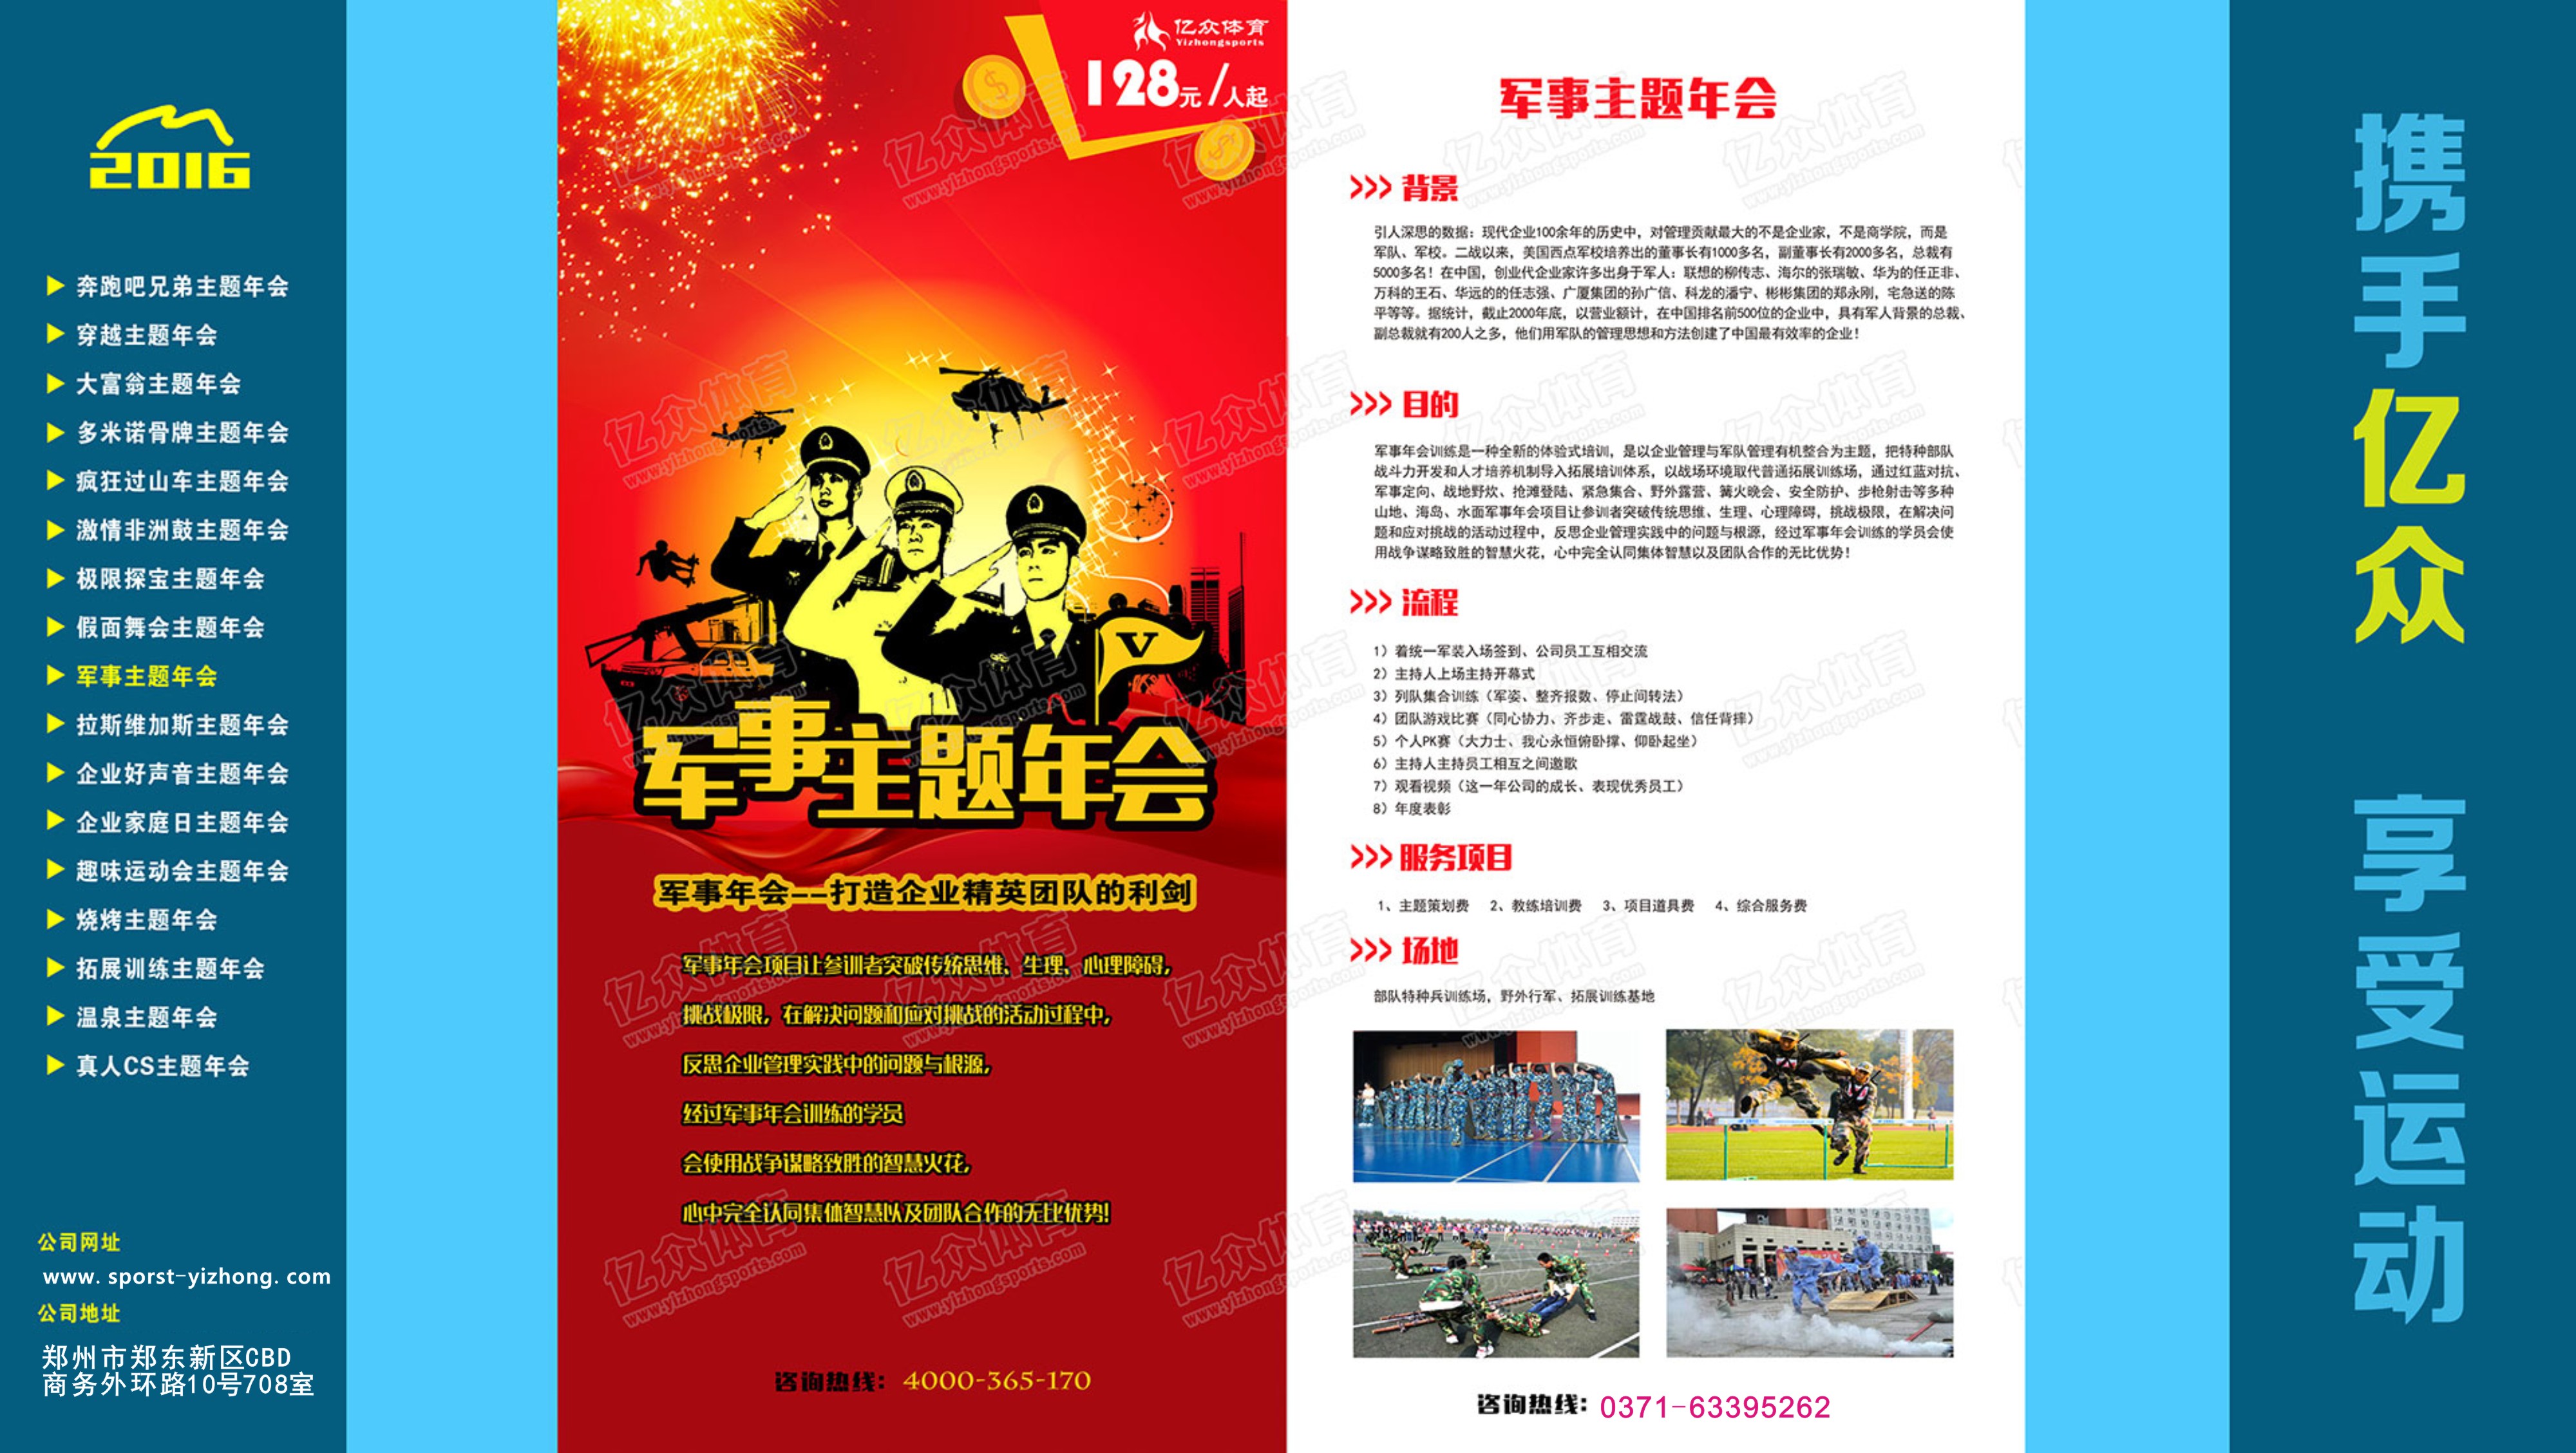 2016
奔跑吧兄弟主题年会
穿越主题年会
大富翁主题年会
多米诺骨牌主题年会
疯狂过山车主题年会
激情非洲鼓主题年会
极限探宝主题年会
假面舞会主题年会
军事主题年会
拉斯维加斯主题年会
企业好声音主题年会
企业家庭日主题年会
趣味运动会主题年会
烧烤主题年会
拓展训练主题年会
温泉主题年会
真人CS主题年会
公司网址
www.sporst-yizhong.com
公司地址
郑州市郑东新区CBD
商务外环路10号708室
亿众体育
Yizhongsports
128元/人起
V
军事主题年会
军事年会--打造企业精英团队的利剑
军事年会项目让参训者突破传统思维、生理、心理障碍,
挑战极限，在解决问题和应对挑战的活动过程中,
反思企业管理实践中的问题与根源,
经过军事年会训练的学员
会使用战争谋略致胜的智慧火花,
心中完全认同集体智慧以及团队合作的无比优势!
咨询热线：4000-365-170
军事主题年会
>>> 背景
引人深思的数据：现代企业100余年的历史中，对管理贡献最大的不是企业家，不是商学院，而是
军队、军校。二战以来，美国西点军校培养出的董事长有1000多名，副董事长有2000多名，总裁有
5000多名！在中国，创业代企业家许多出身于军人：联想的柳传志、海尔的张瑞敏、华为的任正非、
万科的王石、华远的的任志强、广厦集团的孙广信、科龙的潘宁、彬彬集团的郑永刚，宅急送的陈
平等等。据统计，截止2000年底，以营业额计，在中国排名前500位的企业中，具有军人背景的总裁、
副总裁就有200人之多，他们用军队的管理思想和方法创建了中国最有效率的企业！
>>> 目的
军事年会训练是一种全新的体验式培训，是以企业管理与军队管理有机整合为主题，把特种部队
战斗力开发和人才培养机制导入拓展培训体系，以战场环境取代普通拓展训练场，通过红蓝对抗、
军事定向、战地野炊、抢滩登陆、紧急集合、野外露营、篝火晚会、安全防护、步枪射击等多种
山地、海岛、水面军事年会项目让参训者突破传统思维、生理、心理障碍，挑战极限，在解决问
题和应对挑战的活动过程中，反思企业管理实践中的问题与根源，经过军事年会训练的学员会使
用战争谋略致胜的智慧火花，心中完全认同集体智慧以及团队合作的无比优势！
>>> 流程
1）着统一军装入场签到、公司员工互相交流
2）主持人上场主持开幕式
3）列队集合训练（军姿、整齐报数、停止间转法）
4）团队游戏比赛（同心协力、齐步走、雷霆战鼓、信任背摔）
5）个人PK赛（大力士、我心永恒俯卧撑、仰卧起坐）
6）主持人主持员工相互之间邀歌
7）观看视频（这一年公司的成长、表现优秀员工）
8）年度表彰
>>> 服务项目
1、主题策划费 2、教练培训费 3、项目道具费 4、综合服务费
>>> 场地
部队特种兵训练场，野外行军、拓展训练基地
咨询热线：0371-63395262
携手亿众 享受运动
亿众体育
www.yizhongsports.com